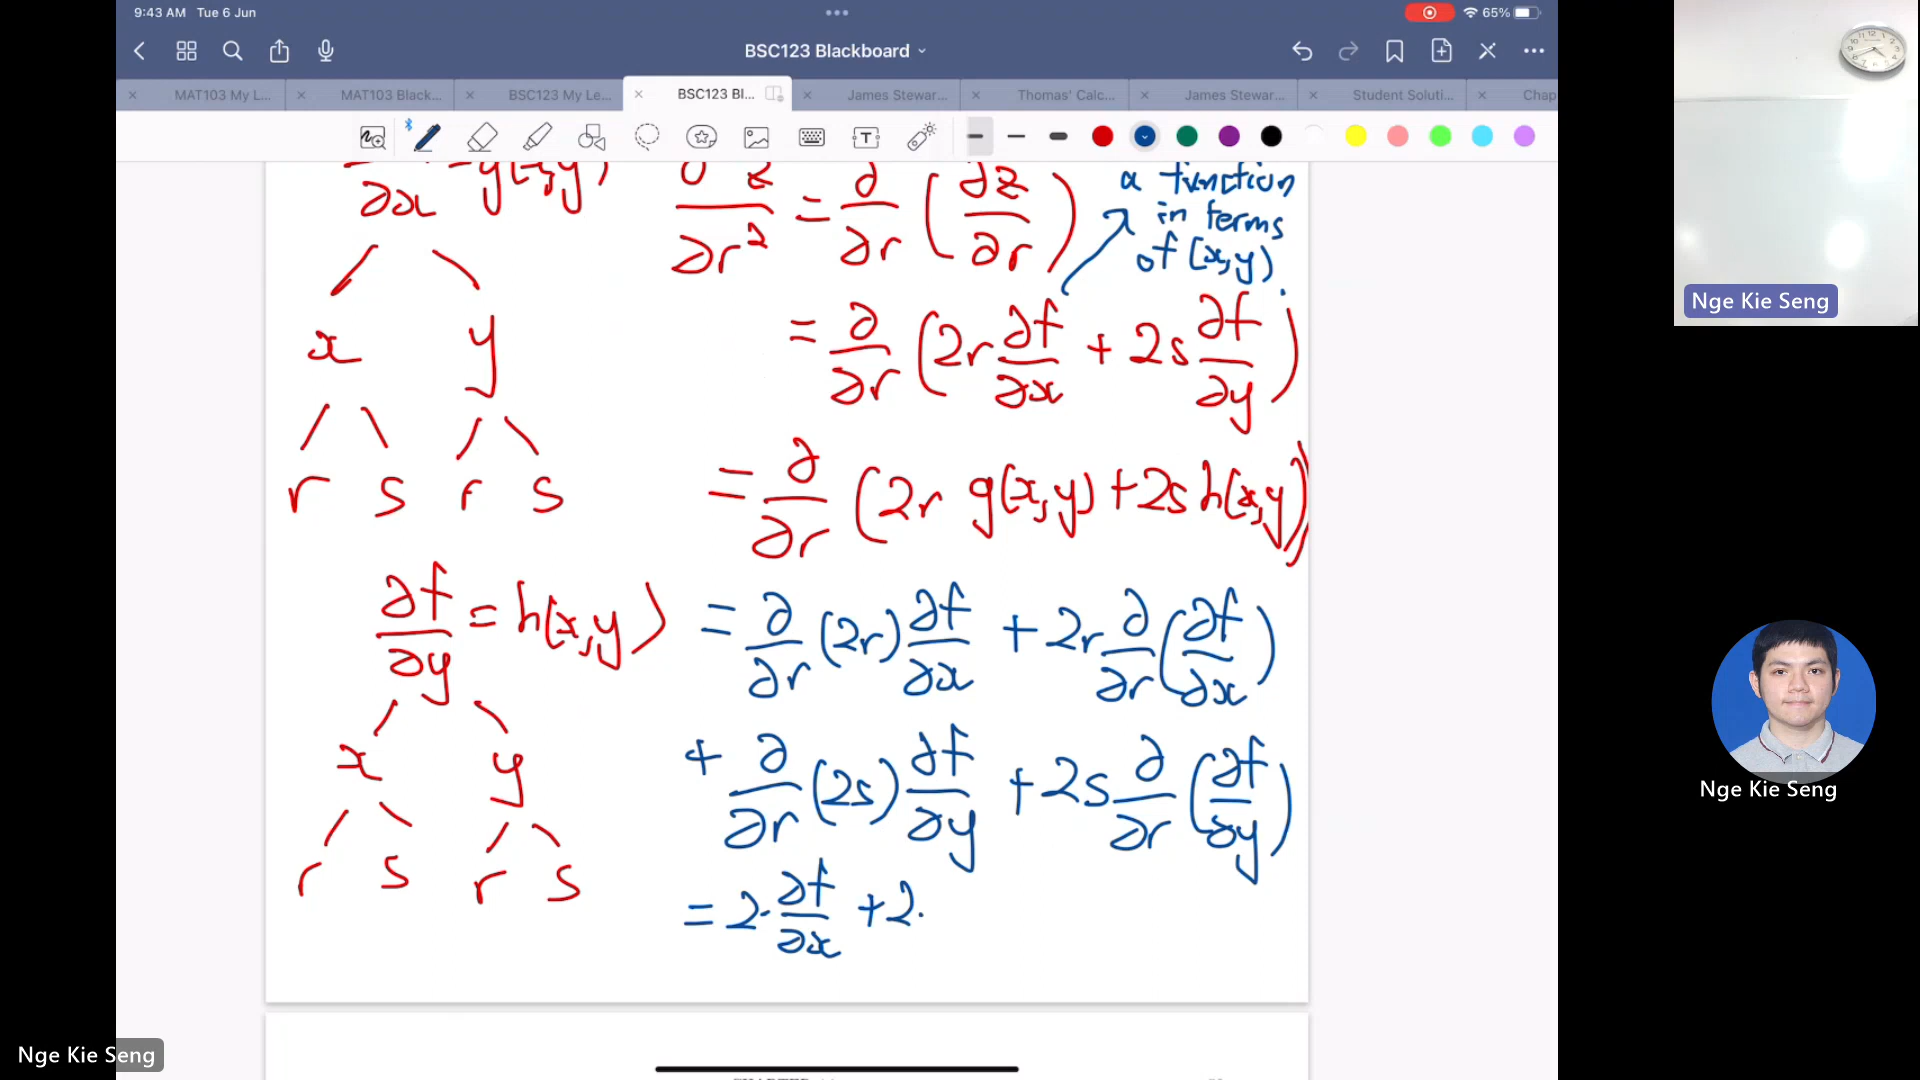 9:43 AM Tue 6 Jun
65%
BSC123 Blackboard
MAT103 My L...
MAT103 Black...
BSC123 My Le...
BSC123 Bl...
James Stewar...
Thomas' Calc...
James Stewar...
Student Soluti...
Chap
∂x = g(x,y)
∂²z/∂r² = ∂/∂r (∂z/∂r)
a function
in terms
of (x,y).
x y
= ∂/∂r (2r ∂f/∂x + 2s ∂f/∂y)
r s r s
= ∂/∂r (2r g(x,y) + 2s h(x,y))
∂f/∂y = h(x,y)
= ∂/∂r (2r) ∂f/∂x + 2r ∂/∂r (∂f/∂x)
x y
+ ∂/∂r (2s) ∂f/∂y + 2s ∂/∂r (∂f/∂y)
r s r s
= 2· ∂f/∂x + 2·
Nge Kie Seng
Nge Kie Seng
Nge Kie Seng